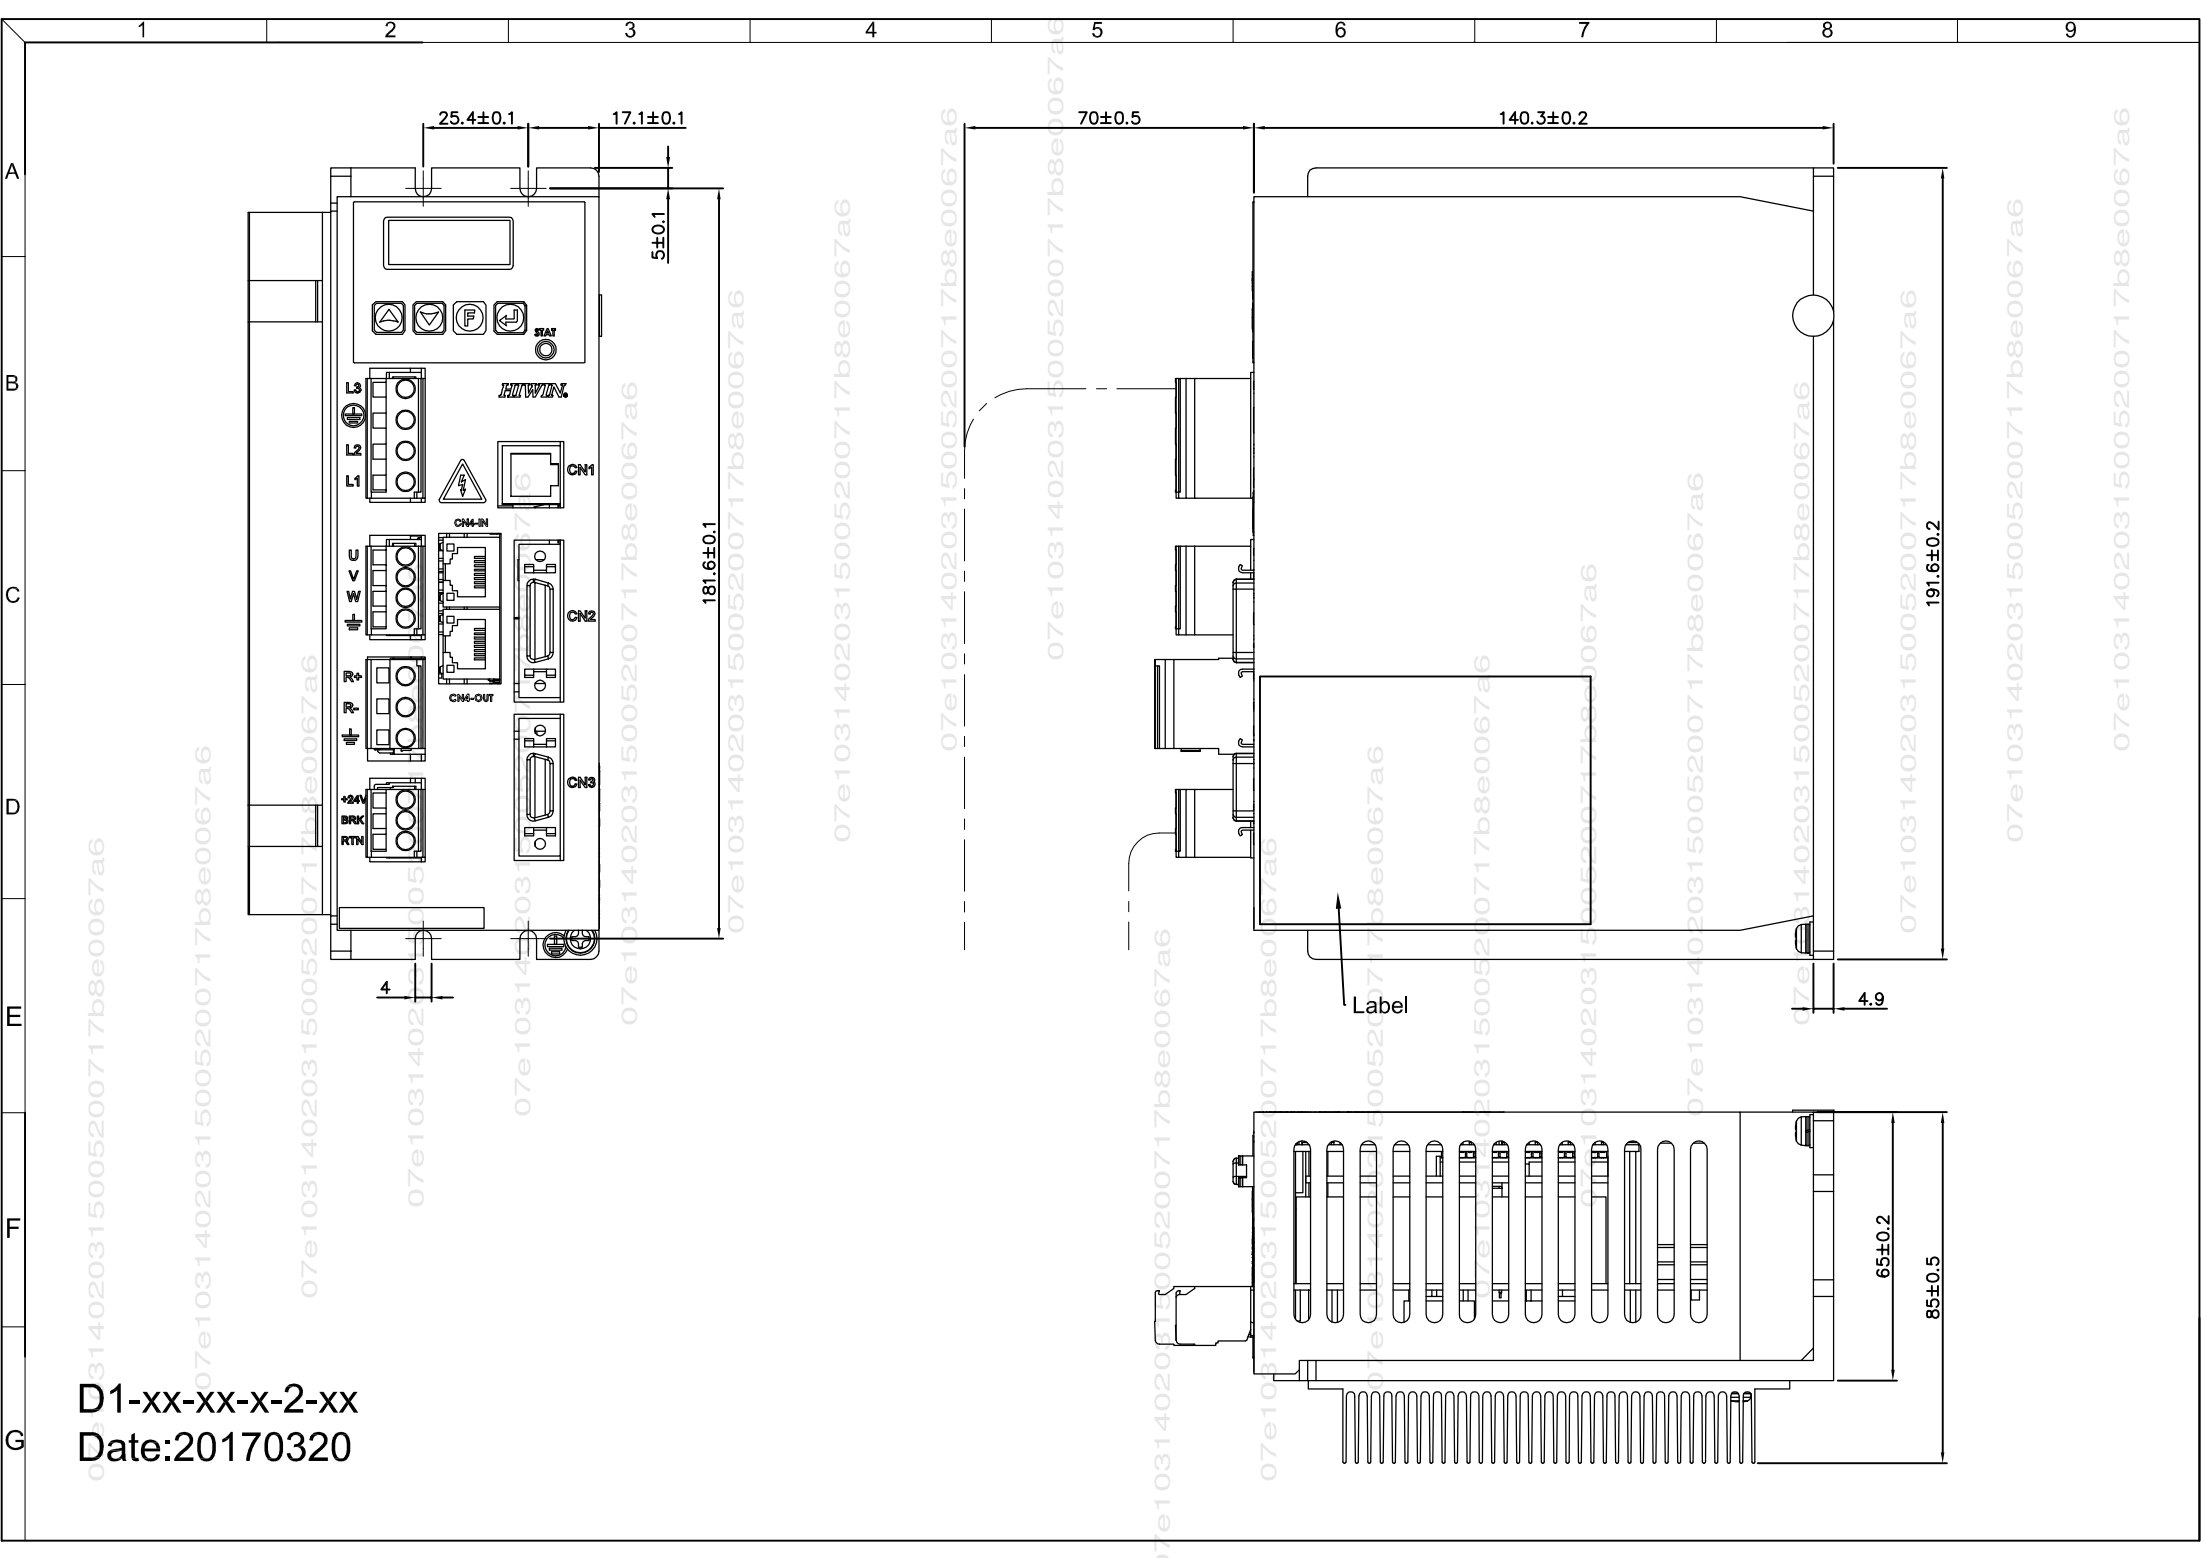 1 2 3 4 5 6 7 8 9
A
B
C
D
E
F
G
25.4±0.1
17.1±0.1
5±0.1
181.6±0.1
4
STAT
HIWIN.
L3
L2
L1
CN1
CN4-IN
U
V
W
CN2
R+
R-
CN4-OUT
+24V
BRK
RTN
CN3
F
70±0.5
140.3±0.2
191.6±0.2
4.9
Label
65±0.2
85±0.5
D1-xx-xx-x-2-xx
Date:20170320
07e1031402031500520071 7b8e0067a6